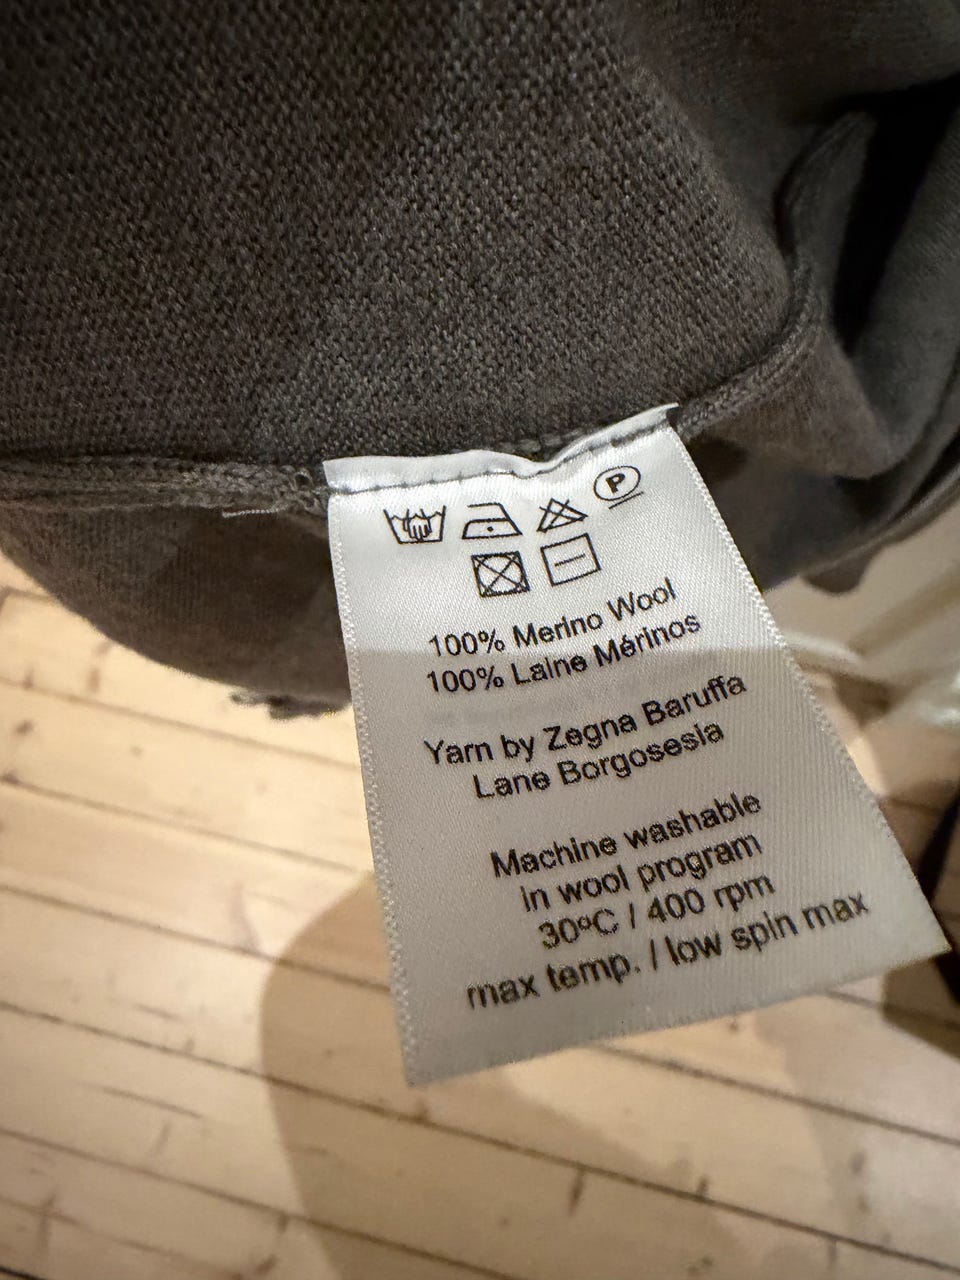 P
100% Merino Wool
100% Laine Mérinos
Yarn by Zegna Baruffa
Lane Borgosesia
Machine washable
in wool program
30ºC / 400 rpm
max temp. / low spin max